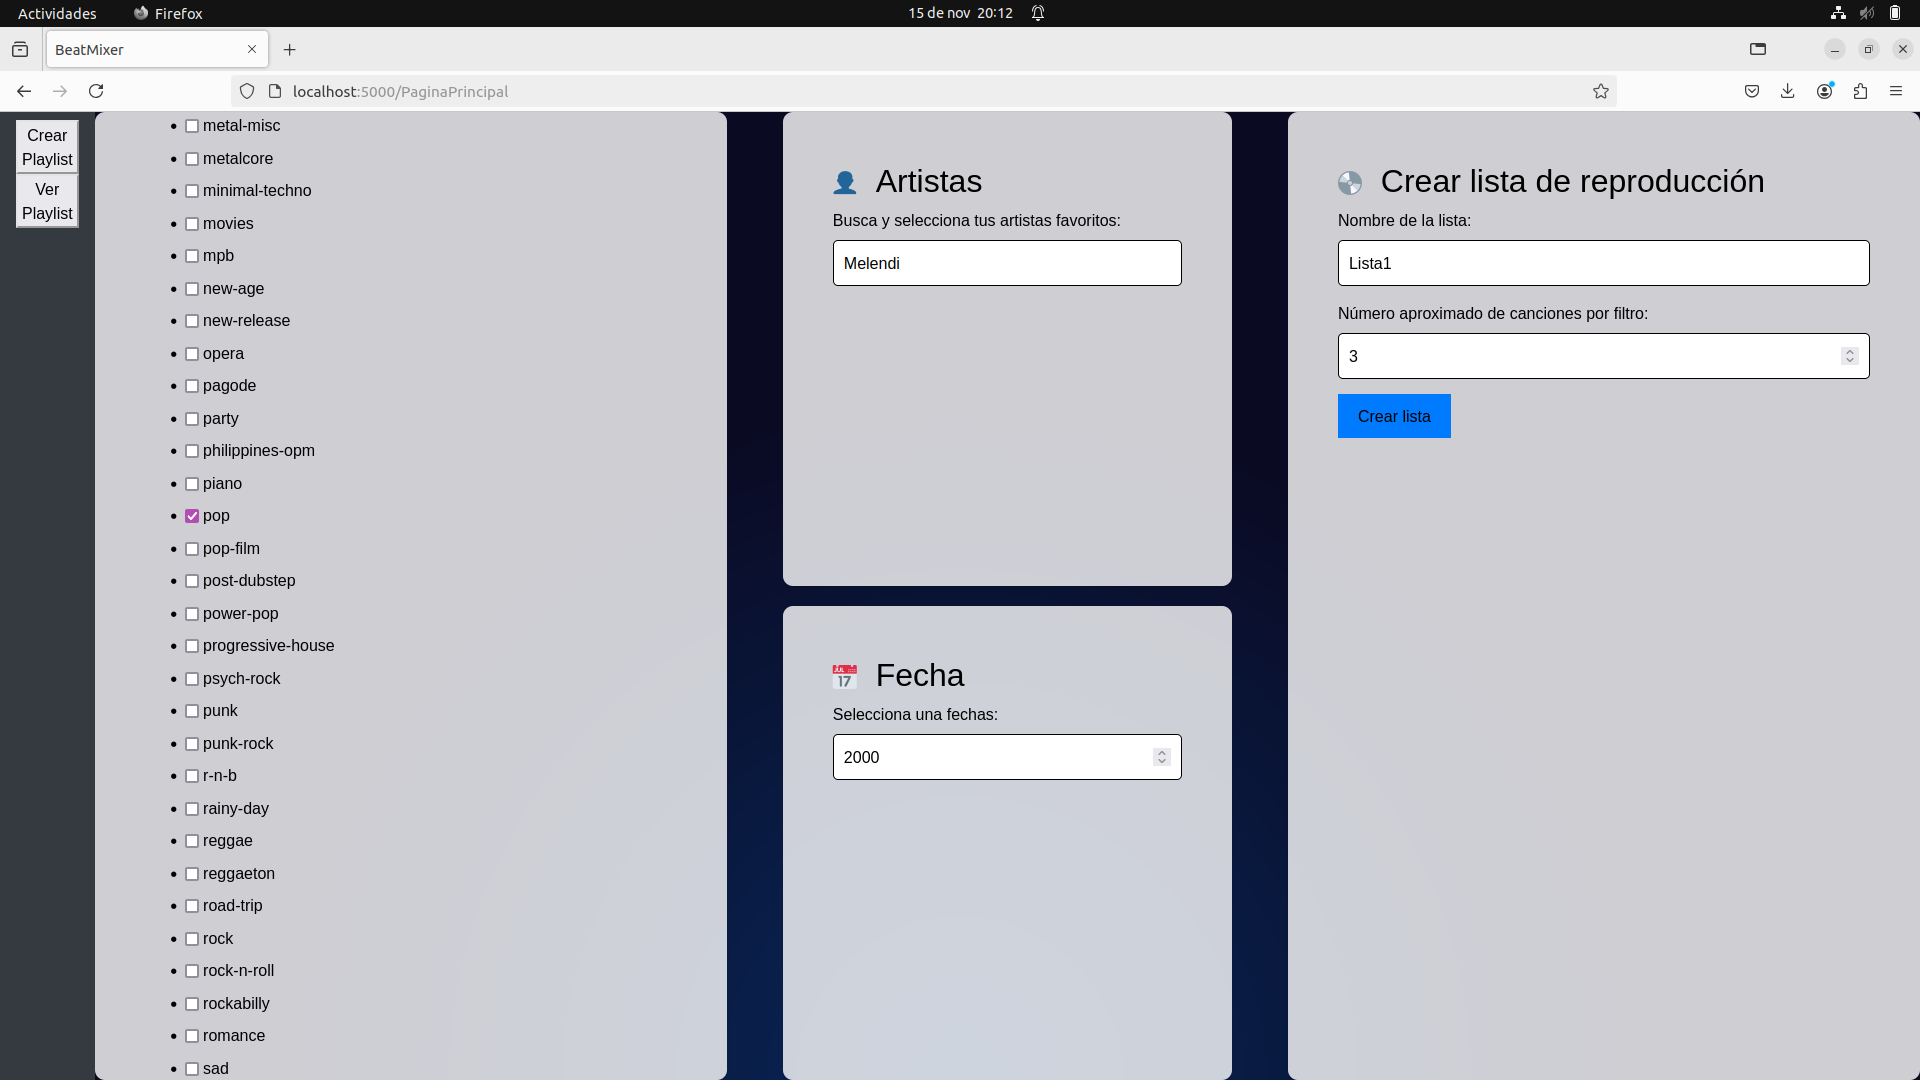 Actividades
Firefox
15 de nov 20:12
BeatMixer
localhost:5000/PaginaPrincipal
Crear
Playlist
Ver
Playlist
metal-misc
metalcore
minimal-techno
movies
mpb
new-age
new-release
opera
pagode
party
philippines-opm
piano
pop
pop-film
post-dubstep
power-pop
progressive-house
psych-rock
punk
punk-rock
r-n-b
rainy-day
reggae
reggaeton
road-trip
rock
rock-n-roll
rockabilly
romance
sad
Artistas
Busca y selecciona tus artistas favoritos:
Melendi
JUL
17
Fecha
Selecciona una fechas:
2000
Crear lista de reproducción
Nombre de la lista:
Lista1
Número aproximado de canciones por filtro:
3
Crear lista